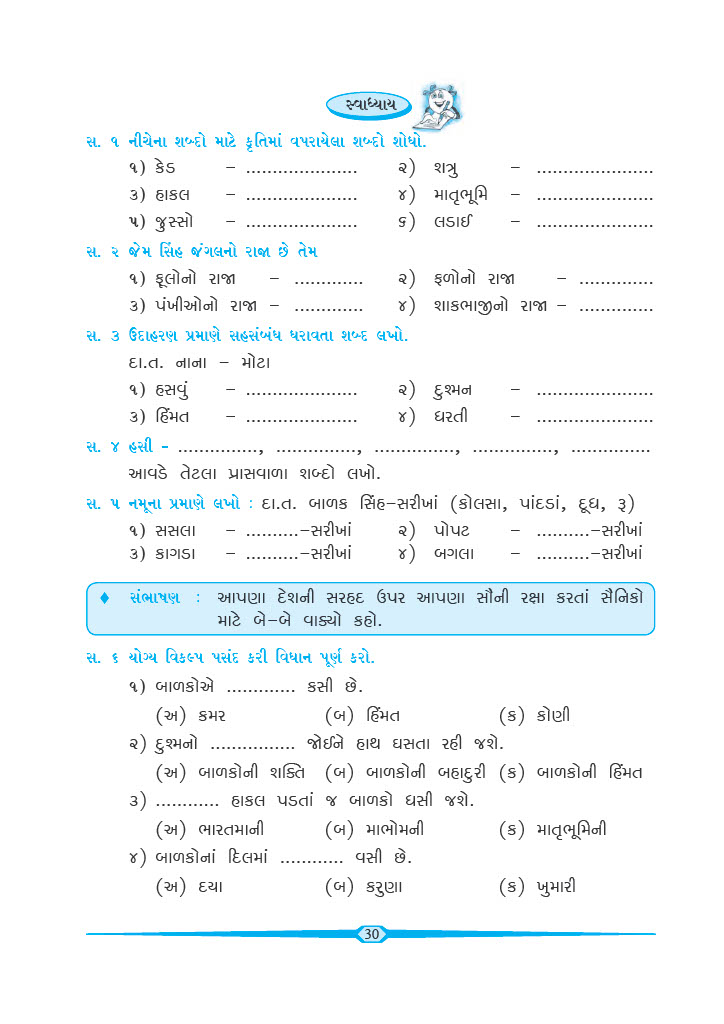 સ્વાધ્યાય
સ. ૧ નીચેના શબ્દો માટે કૃતિમાં વપરાયેલા શબ્દો શોધો.
૧) કેડ – ..................... ૨) શત્રુ – ......................
૩) હાકલ – ..................... ૪) માતૃભૂમિ – ......................
૫) જુસ્સો – ..................... ૬) લડાઈ – ......................
સ. ૨ જેમ સિંહ જંગલનો રાજા છે તેમ
૧) ફૂલોનો રાજા – ............. ૨) ફળોનો રાજા – ..............
૩) પંખીઓનો રાજા – ............. ૪) શાકભાજીનો રાજા – ..............
સ. ૩ ઉદાહરણ પ્રમાણે સહસંબંધ ધરાવતા શબ્દ લખો.
દા.ત. નાના – મોટા
૧) હસવું – ..................... ૨) દુશ્મન – ......................
૩) હિંમત – ..................... ૪) ધરતી – ......................
સ. ૪ હસી – ..............., ..............., ..............., ..............., ...............
આવડે તેટલા પ્રાસવાળા શબ્દો લખો.
સ. ૫ નમૂના પ્રમાણે લખો : દા.ત. બાળક સિંહ–સરીખાં (કોલસા, પાંદડાં, દૂધ, રૂ)
૧) સસલા – ..........–સરીખાં ૨) પોપટ – ..........–સરીખાં
૩) કાગડા – ..........–સરીખાં ૪) બગલા – ..........–સરીખાં
♦ સંભાષણ : આપણા દેશની સરહદ ઉપર આપણા સૌની રક્ષા કરતાં સૈનિકો
માટે બે–બે વાક્યો કહો.
સ. ૬ યોગ્ય વિકલ્પ પસંદ કરી વિધાન પૂર્ણ કરો.
૧) બાળકોએ ............. કસી છે.
(અ) કમર (બ) હિંમત (ક) કોણી
૨) દુશ્મનો ................ જોઈને હાથ ઘસતા રહી જશે.
(અ) બાળકોની શક્તિ (બ) બાળકોની બહાદુરી (ક) બાળકોની હિંમત
૩) ............ હાકલ પડતાં જ બાળકો ધસી જશે.
(અ) ભારતમાની (બ) માભોમની (ક) માતૃભૂમિની
૪) બાળકોનાં દિલમાં ............ વસી છે.
(અ) દયા (બ) કરુણા (ક) ખુમારી
30